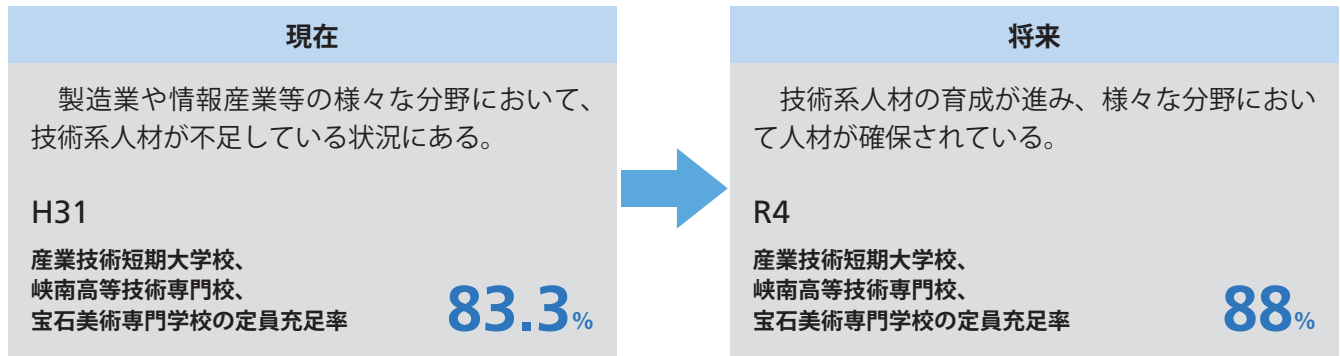 現在
製造業や情報産業等の様々な分野において、
技術系人材が不足している状況にある。
H31
産業技術短期大学校、
峡南高等技術専門校、
宝石美術専門学校の定員充足率
83.3%
将来
技術系人材の育成が進み、様々な分野におい
て人材が確保されている。
R4
産業技術短期大学校、
峡南高等技術専門校、
宝石美術専門学校の定員充足率
88%